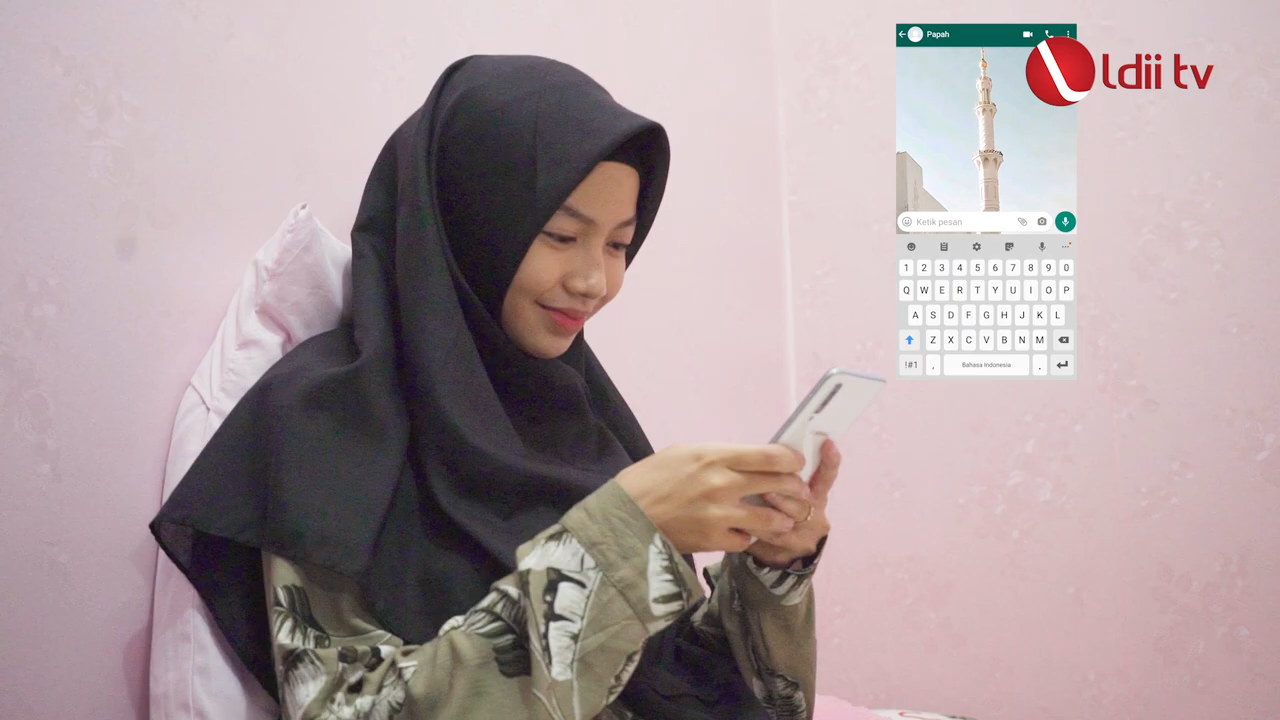 Papah
Ldii tv
Ketik pesan
1 2 3 4 5 6 7 8 9 0
Q W E R T Y U I O P
A S D F G H J K L
Z X C V B N M
!#1 , Bahasa Indonesia .